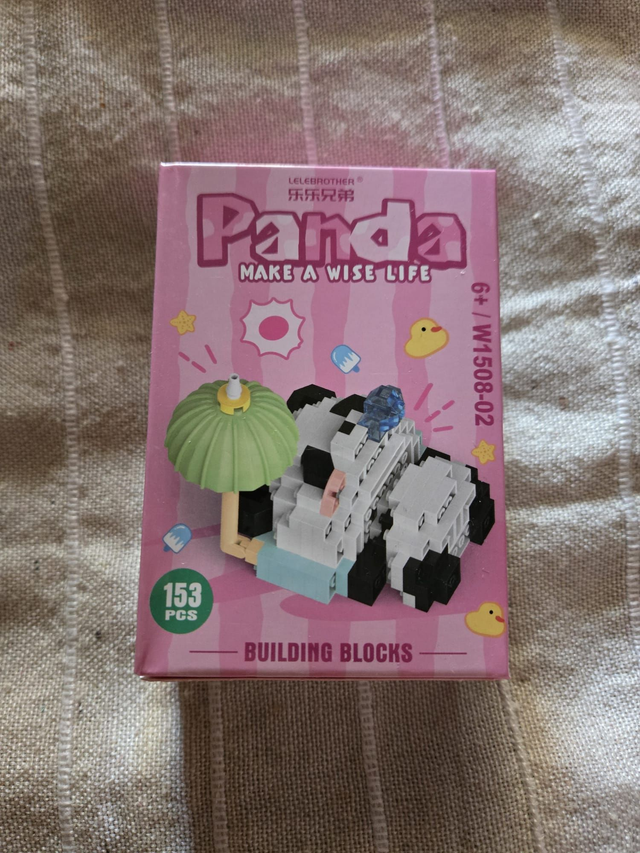 LELEBROTHER®
乐乐兄弟
Panda
MAKE A WISE LIFE
6+ / W1508-02
153
PCS
BUILDING BLOCKS